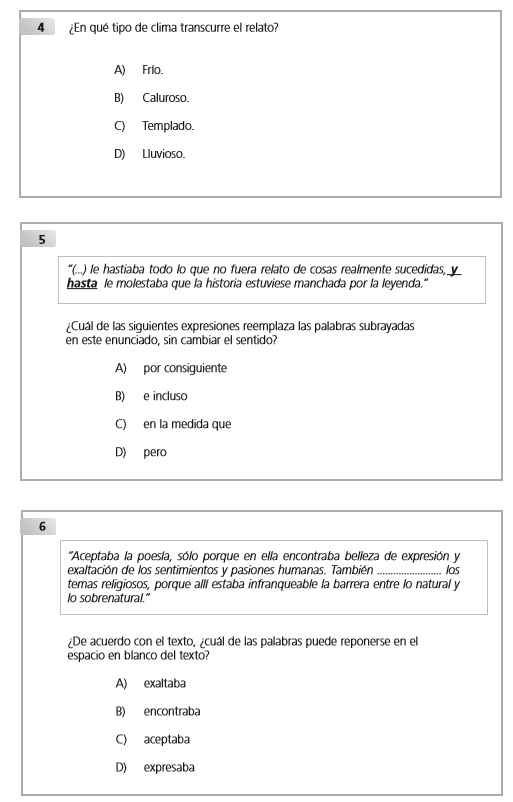 4 ¿En qué tipo de clima transcurre el relato?
A) Frío.
B) Caluroso.
C) Templado.
D) Lluvioso.
5
“(...) le hastiaba todo lo que no fuera relato de cosas realmente sucedidas, y
hasta le molestaba que la historia estuviese manchada por la leyenda.”
¿Cuál de las siguientes expresiones reemplaza las palabras subrayadas
en este enunciado, sin cambiar el sentido?
A) por consiguiente
B) e incluso
C) en la medida que
D) pero
6
“Aceptaba la poesía, sólo porque en ella encontraba belleza de expresión y
exaltación de los sentimientos y pasiones humanas. También ........................ los
temas religiosos, porque allí estaba infranqueable la barrera entre lo natural y
lo sobrenatural.”
¿De acuerdo con el texto, ¿cuál de las palabras puede reponerse en el
espacio en blanco del texto?
A) exaltaba
B) encontraba
C) aceptaba
D) expresaba